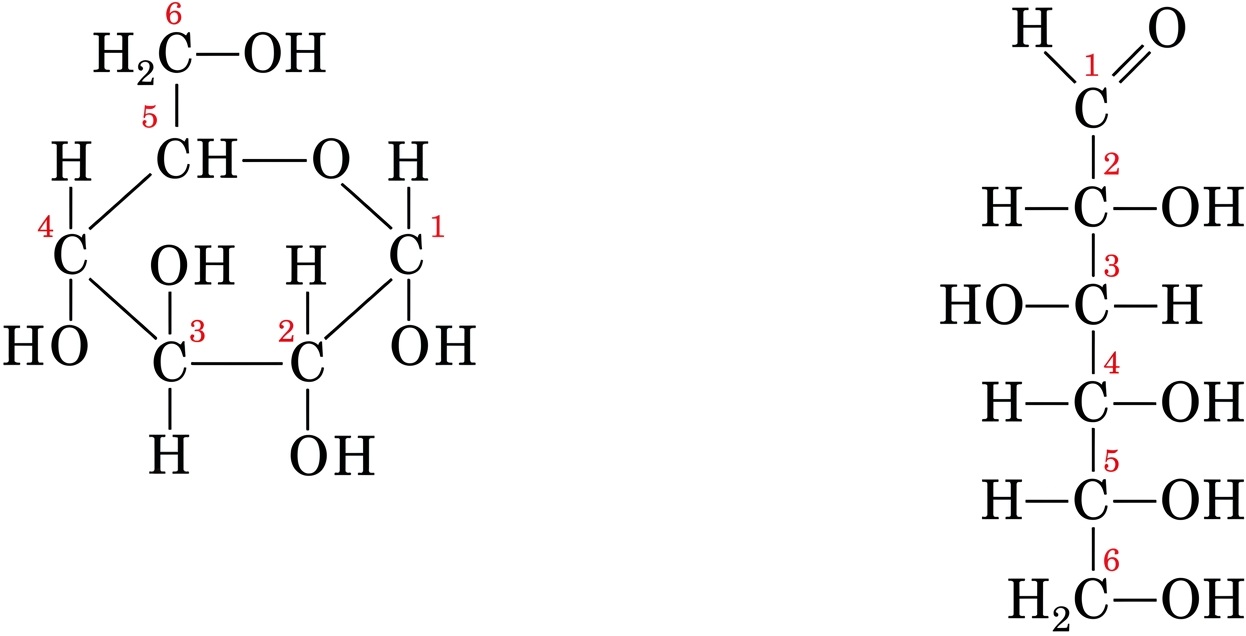 6
H₂C—OH
5
H CH—O H
4 C OH H C 1
HO C 3 2 C OH
H OH
H O
1
C
2
H—C—OH
3
HO—C—H
4
H—C—OH
5
H—C—OH
6
H₂C—OH